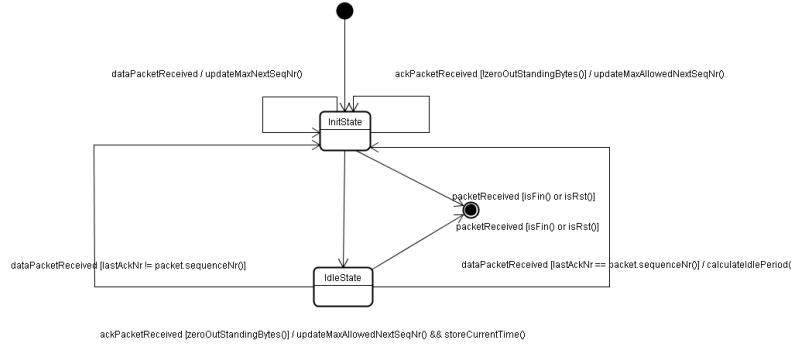 dataPacketReceived / updateMaxNextSeqNr()
ackPacketReceived [!zeroOutStandingBytes()] / updateMaxAllowedNextSeqNr()
InitState
packetReceived [isFin() or isRst()]
packetReceived [isFin() or isRst()]
dataPacketReceived [lastAckNr != packet.sequenceNr()]
dataPacketReceived [lastAckNr == packet.sequenceNr()] / calculateIdlePeriod(
IdleState
ackPacketReceived [zeroOutStandingBytes()] / updateMaxAllowedNextSeqNr() && storeCurrentTime()